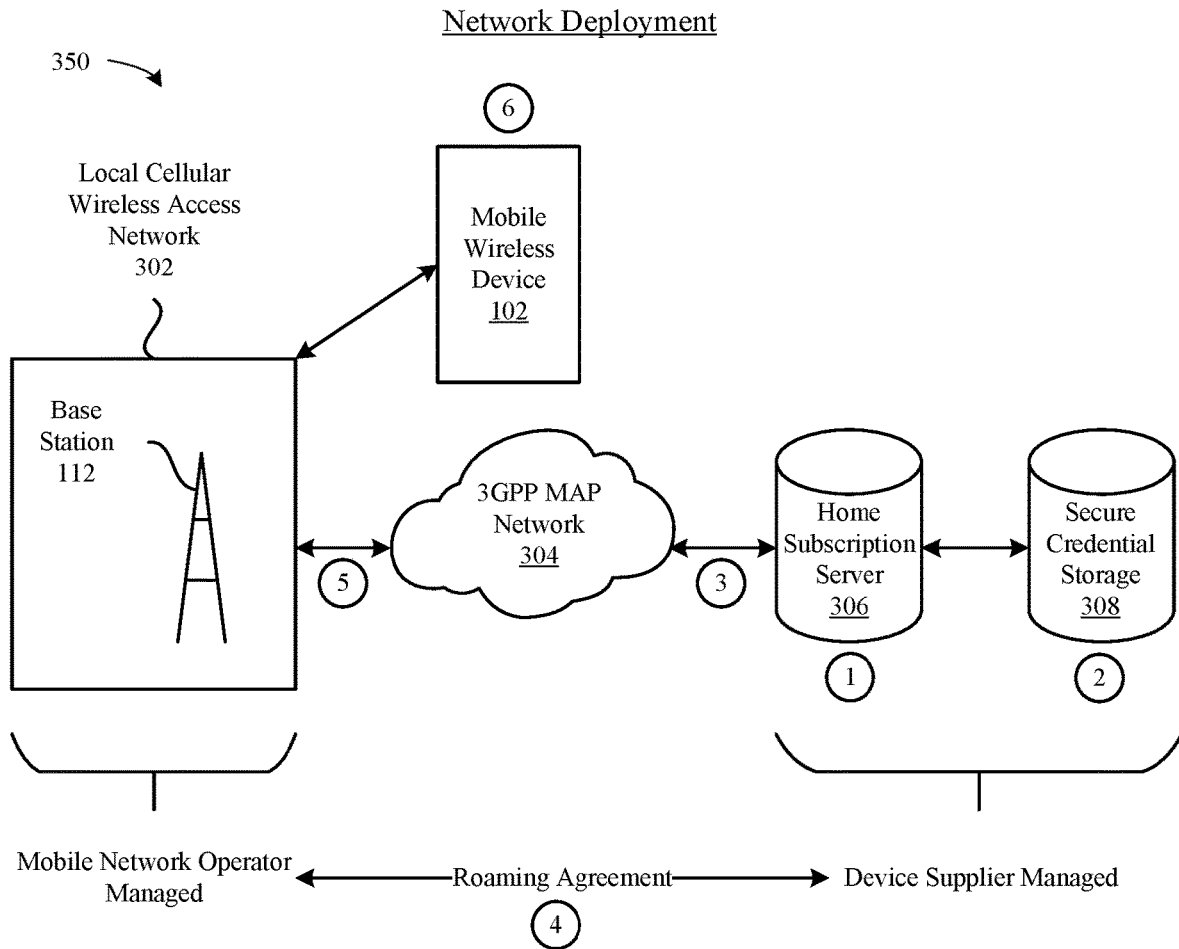 Network Deployment
350
6
Local Cellular
Wireless Access
Network
302
Mobile
Wireless
Device
102
Base
Station
112
3GPP MAP
Network
304
Home
Subscription
Server
306
Secure
Credential
Storage
308
5
3
1
2
Mobile Network Operator
Managed
Roaming Agreement
Device Supplier Managed
4